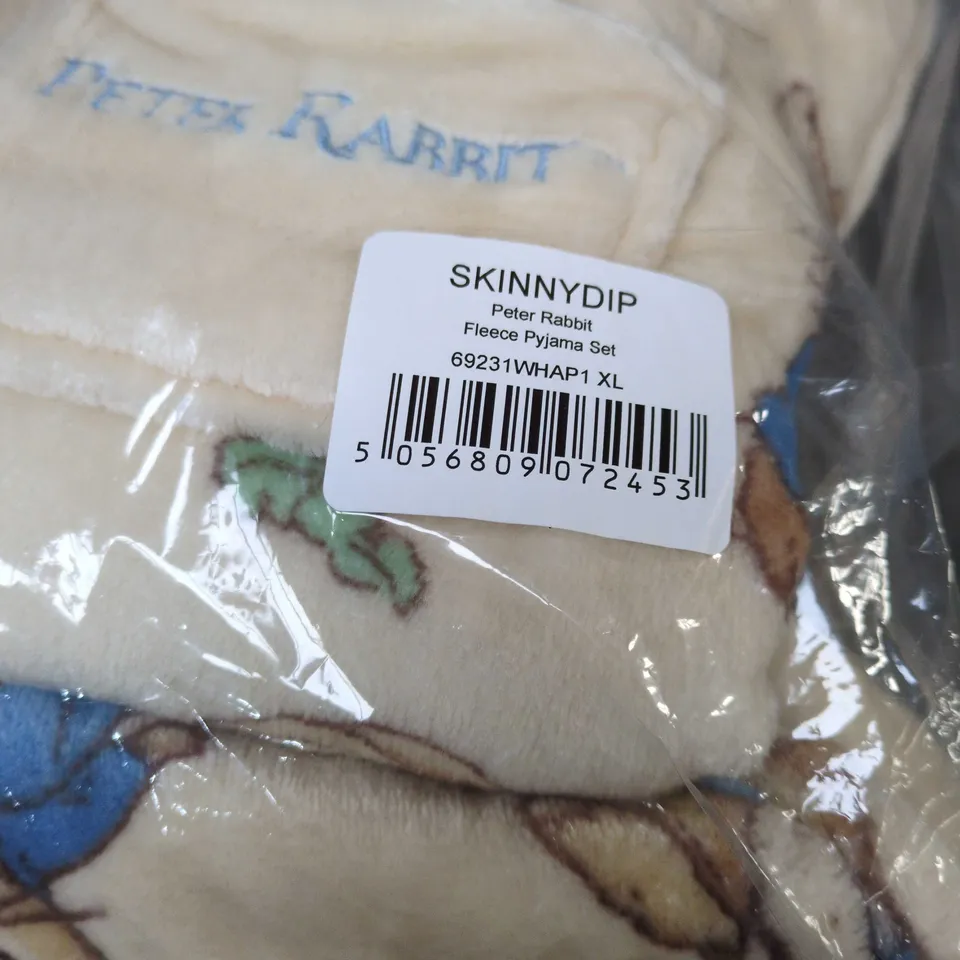 PETER RABBIT
SKINNYDIP
Peter Rabbit
Fleece Pyjama Set
69231WHAP1 XL
5 056809 072453